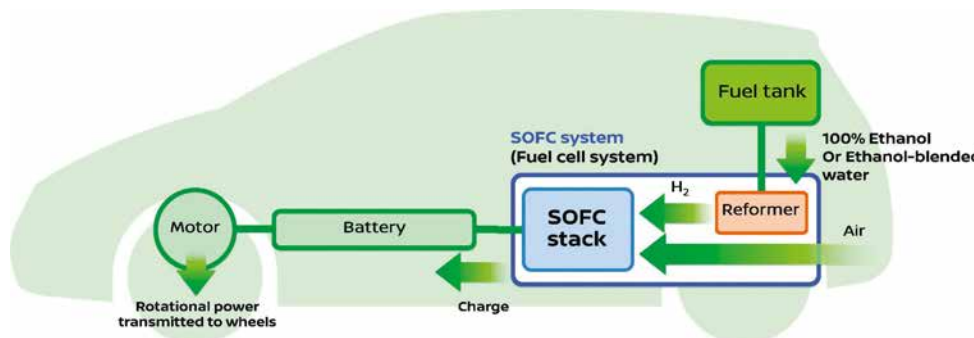 Fuel tank
SOFC system
(Fuel cell system)
100% Ethanol
Or Ethanol-blended
water
H2
Reformer
SOFC
stack
Motor
Battery
Air
Charge
Rotational power
transmitted to wheels